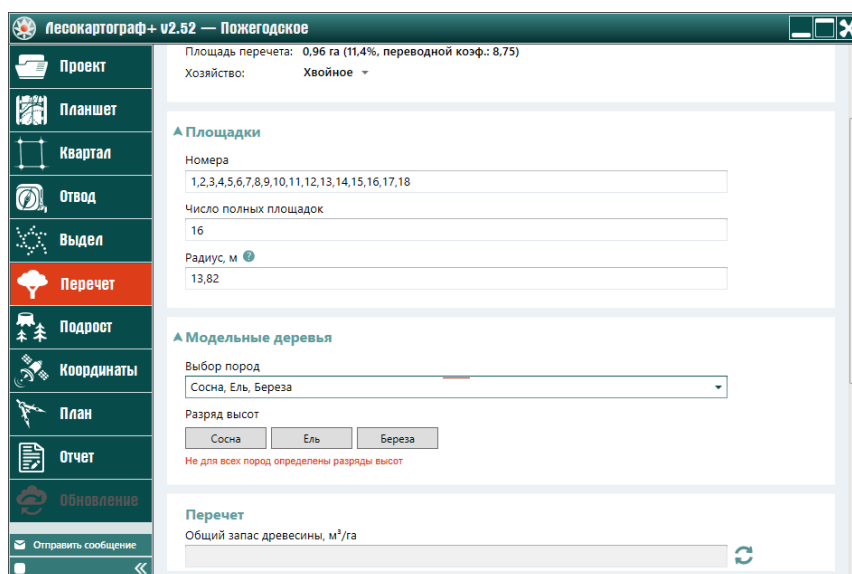 Лесокартограф+ v2.52 — Пожегодское
Проект
Планшет
Квартал
Отвод
Выдел
Перечет
Подрост
Координаты
План
Отчет
Обновление
Отправить сообщение
Площадь перечета: 0,96 га (11,4%, переводной коэф.: 8,75)
Хозяйство: Хвойное
Площадки
Номера
1,2,3,4,5,6,7,8,9,10,11,12,13,14,15,16,17,18
Число полных площадок
16
Радиус, м ?
13,82
Модельные деревья
Выбор пород
Сосна, Ель, Береза
Разряд высот
Сосна Ель Береза
Не для всех пород определены разряды высот
Перечет
Общий запас древесины, м³/га